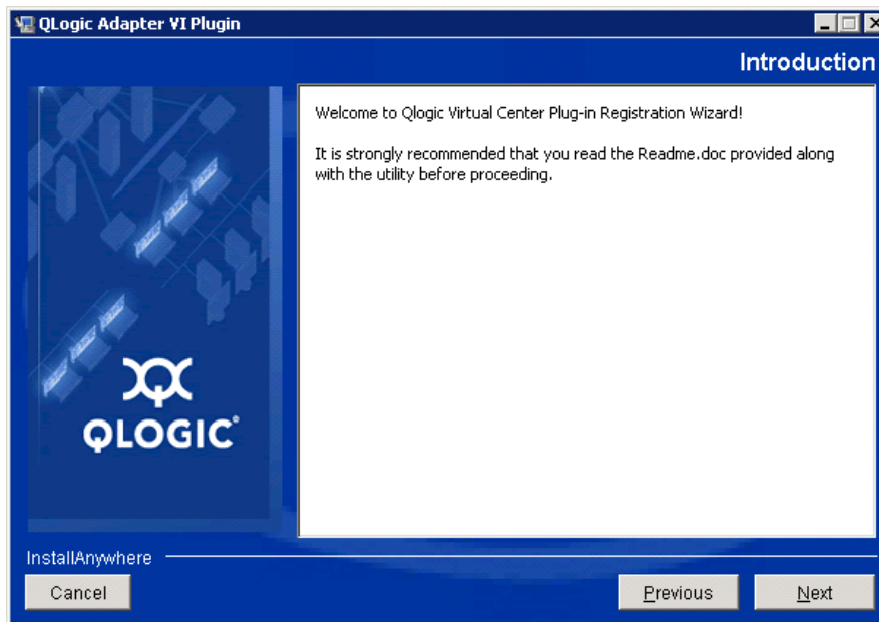 QLogic Adapter VI Plugin
Introduction
Welcome to Qlogic Virtual Center Plug-in Registration Wizard!
It is strongly recommended that you read the Readme.doc provided along
with the utility before proceeding.
QLOGIC®
InstallAnywhere
Cancel
Previous
Next